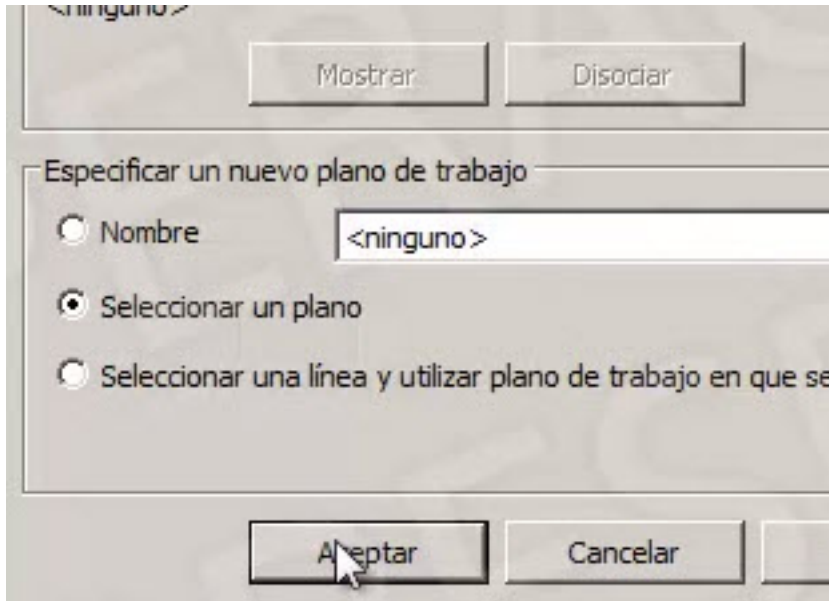 <ninguno>
Mostrar Disociar
Especificar un nuevo plano de trabajo
Nombre <ninguno>
Seleccionar un plano
Seleccionar una línea y utilizar plano de trabajo en que se
Aceptar Cancelar